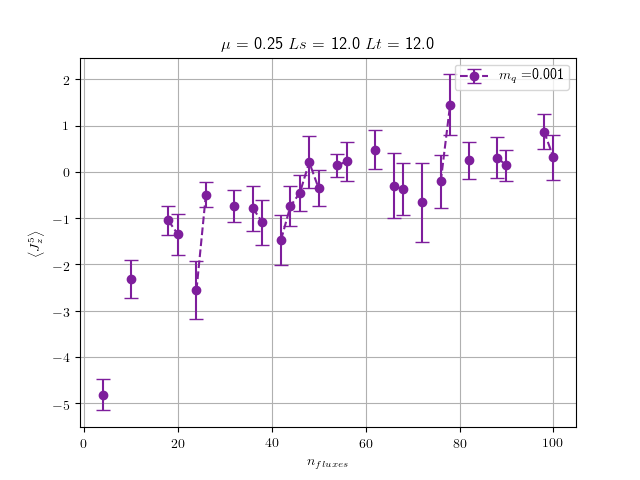 μ = 0.25 Ls = 12.0 Lt = 12.0
m_q =0.001
2
1
0
−1
−2
−3
−4
−5
⟨J_z^5⟩
0 20 40 60 80 100
n_fluxes